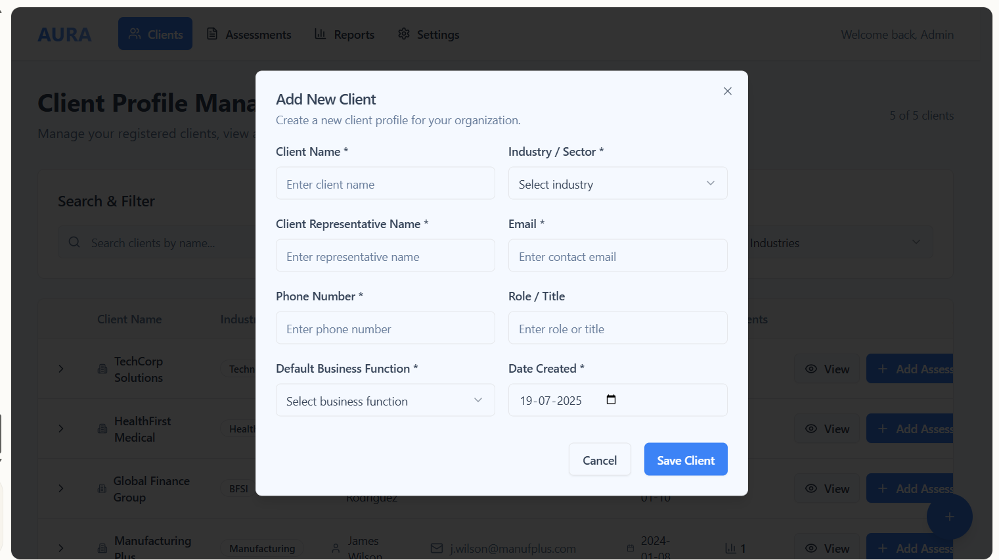 AURA
Clients
Assessments
Reports
Settings
Welcome back, Admin
Client Profile Mana
Manage your registered clients, view a
5 of 5 clients
Add New Client
Create a new client profile for your organization.
Client Name *
Industry / Sector *
Enter client name
Select industry
Client Representative Name *
Email *
Enter representative name
Enter contact email
Phone Number *
Role / Title
Enter phone number
Enter role or title
Default Business Function *
Date Created *
Select business function
19-07-2025
Cancel
Save Client
Search & Filter
Search clients by name...
Industries
Client Name
Industr
ents
TechCorp
Solutions
Techn
View
+ Add Assess
HealthFirst
Medical
Healt
View
+ Add Assess
Global Finance
Group
BFSI
Rodriguez
01-10
View
+ Add Assess
+
Manufacturing
Plus
Manufacturing
James
Wilson
j.wilson@manufplus.com
2024-
01-08
1
View
+ Add Assess